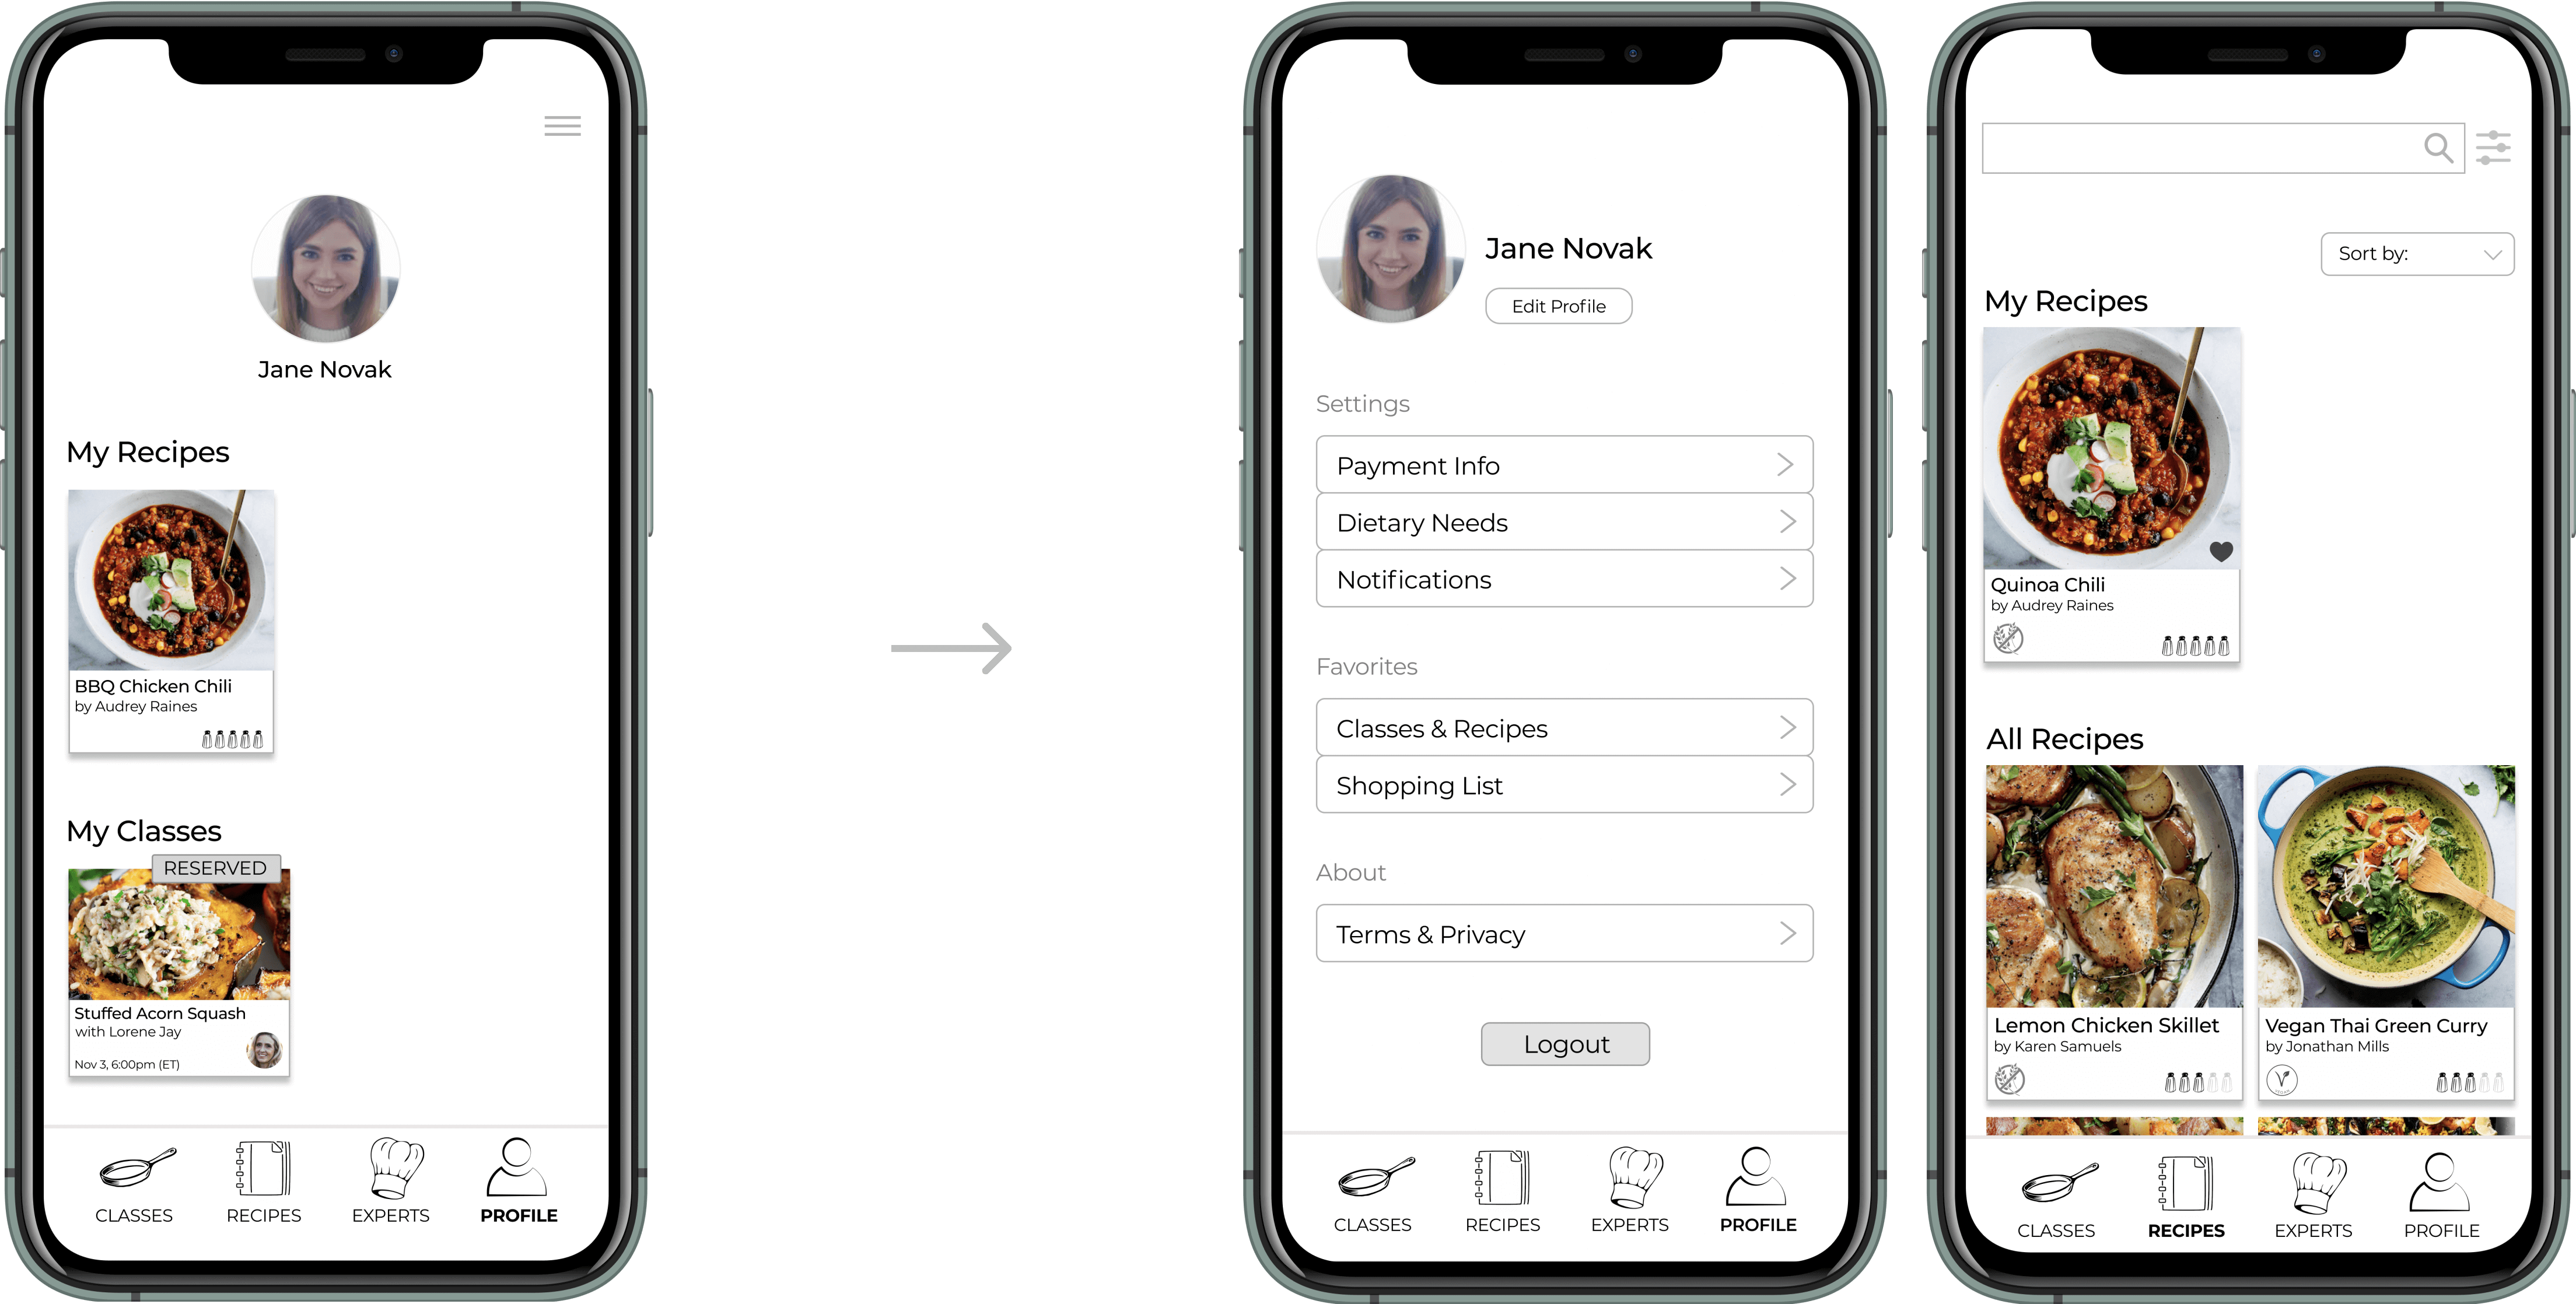 Jane Novak
My Recipes
BBQ Chicken Chili
by Audrey Raines
My Classes
RESERVED
Stuffed Acorn Squash
with Lorene Jay
Nov 3, 6:00pm (ET)
CLASSES
RECIPES
EXPERTS
PROFILE
Jane Novak
Edit Profile
Settings
Payment Info
Dietary Needs
Notifications
Favorites
Classes & Recipes
Shopping List
About
Terms & Privacy
Logout
CLASSES
RECIPES
EXPERTS
PROFILE
Sort by:
My Recipes
Quinoa Chili
by Audrey Raines
All Recipes
Lemon Chicken Skillet
by Karen Samuels
Vegan Thai Green Curry
by Jonathan Mills
CLASSES
RECIPES
EXPERTS
PROFILE